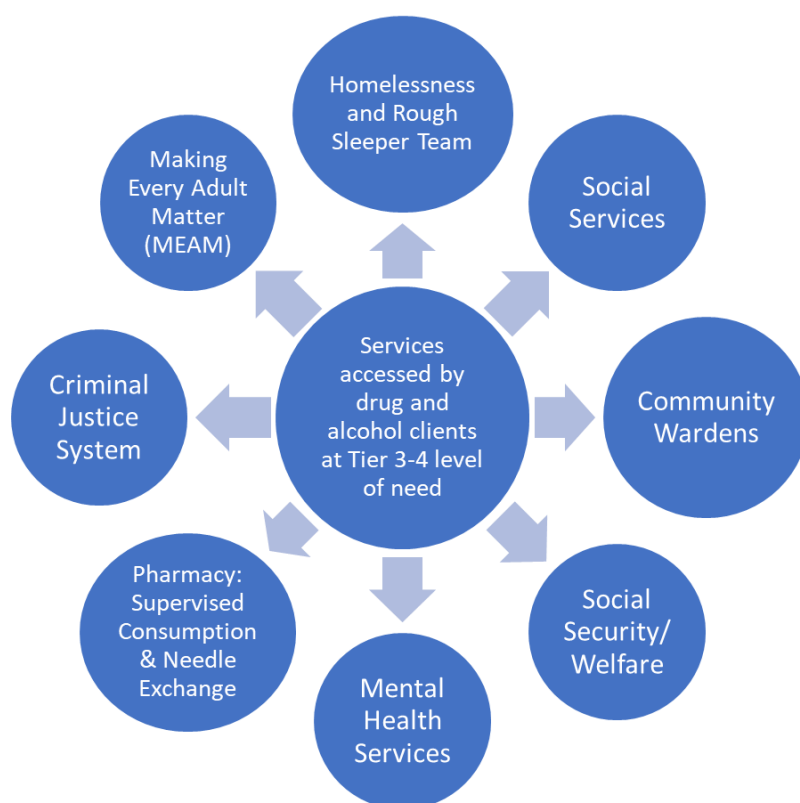 Homelessness
and Rough
Sleeper Team
Social
Services
Community
Wardens
Social
Security/
Welfare
Mental
Health
Services
Pharmacy:
Supervised
Consumption
& Needle
Exchange
Criminal
Justice
System
Making
Every Adult
Matter
(MEAM)
Services
accessed by
drug and
alcohol clients
at Tier 3-4 level
of need